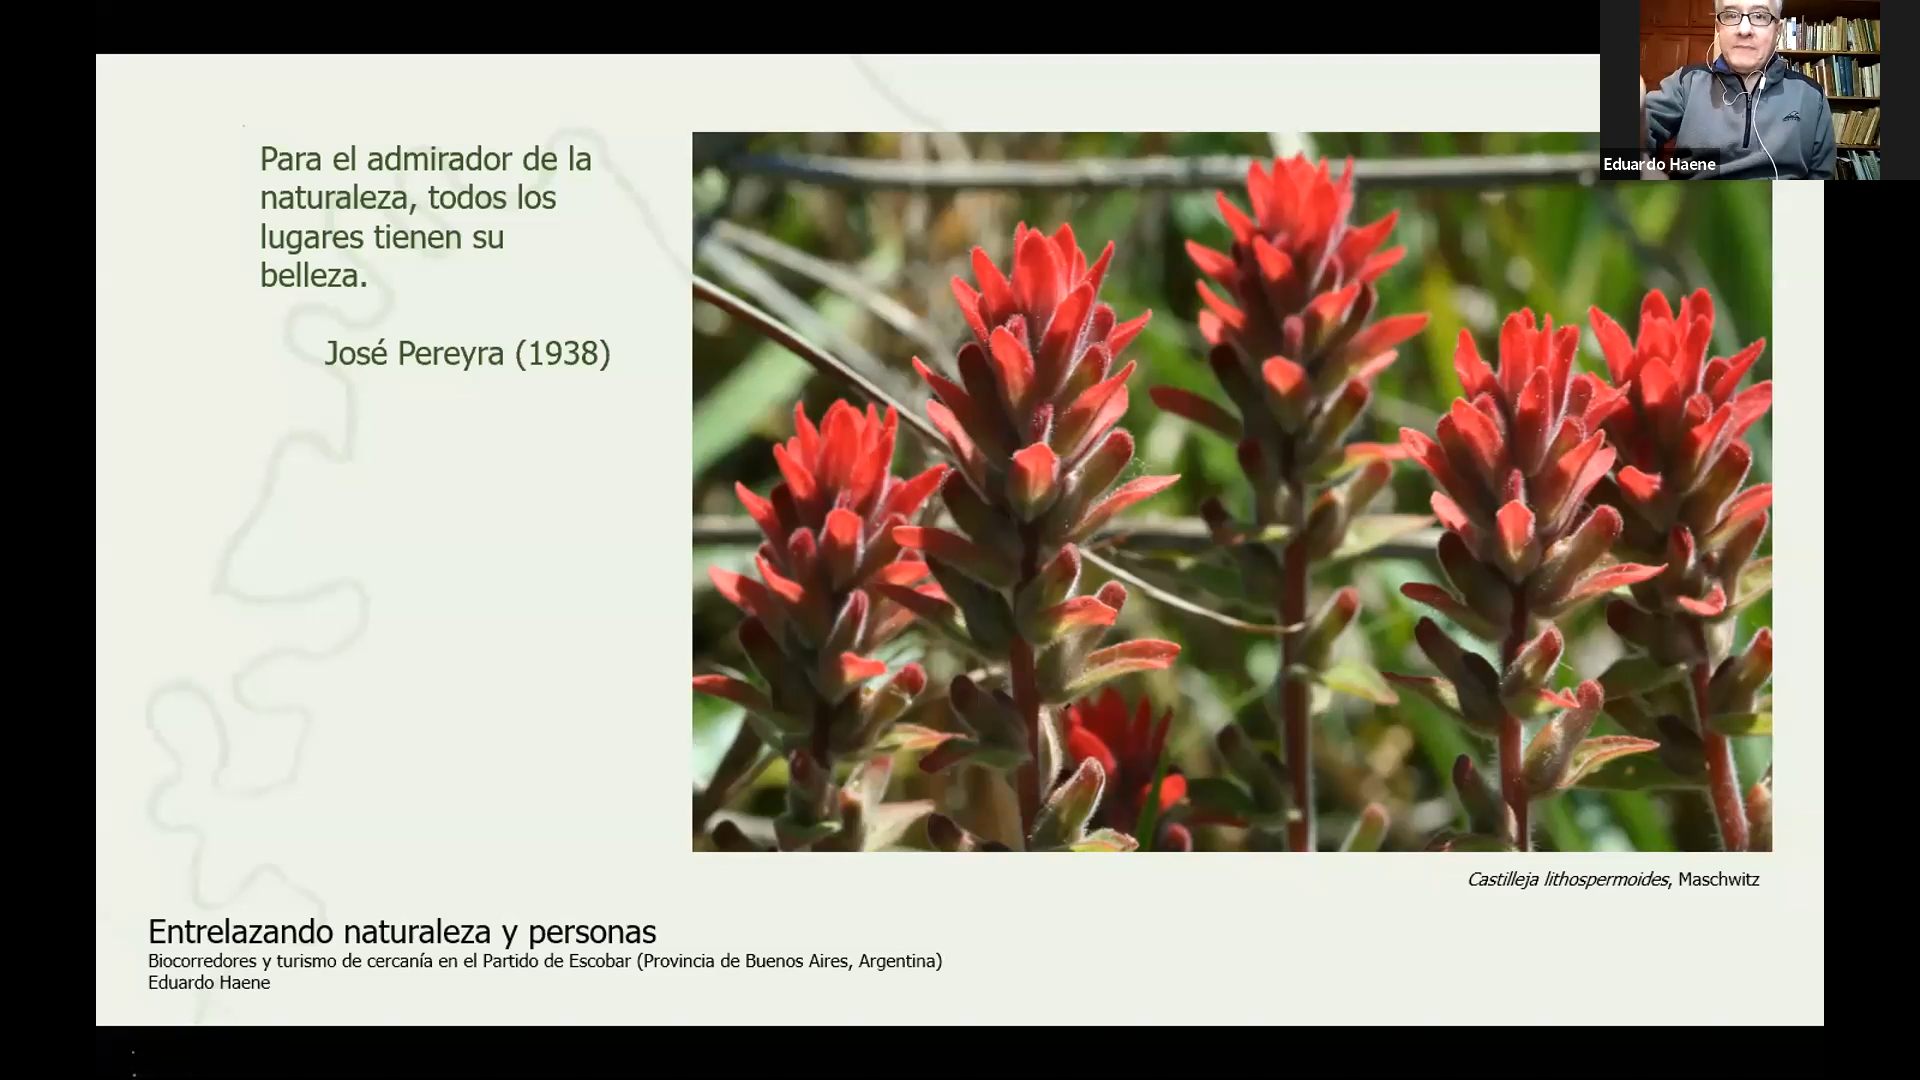 Para el admirador de la
naturaleza, todos los
lugares tienen su
belleza.
José Pereyra (1938)
Eduardo Haene
Castilleja lithospermoides, Maschwitz
Entrelazando naturaleza y personas
Biocorredores y turismo de cercanía en el Partido de Escobar (Provincia de Buenos Aires, Argentina)
Eduardo Haene